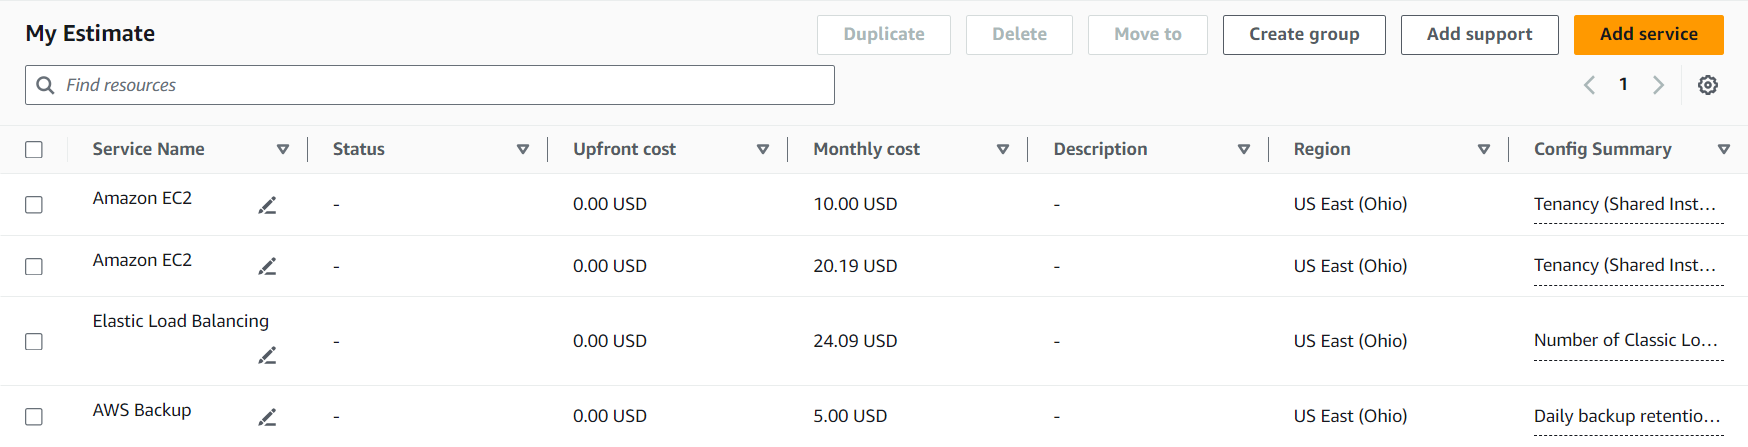 My Estimate
Duplicate Delete Move to Create group Add support Add service
Find resources
1
Service Name Status Upfront cost Monthly cost Description Region Config Summary
Amazon EC2 - 0.00 USD 10.00 USD - US East (Ohio) Tenancy (Shared Inst...
Amazon EC2 - 0.00 USD 20.19 USD - US East (Ohio) Tenancy (Shared Inst...
Elastic Load Balancing - 0.00 USD 24.09 USD - US East (Ohio) Number of Classic Lo...
AWS Backup - 0.00 USD 5.00 USD - US East (Ohio) Daily backup retentio...